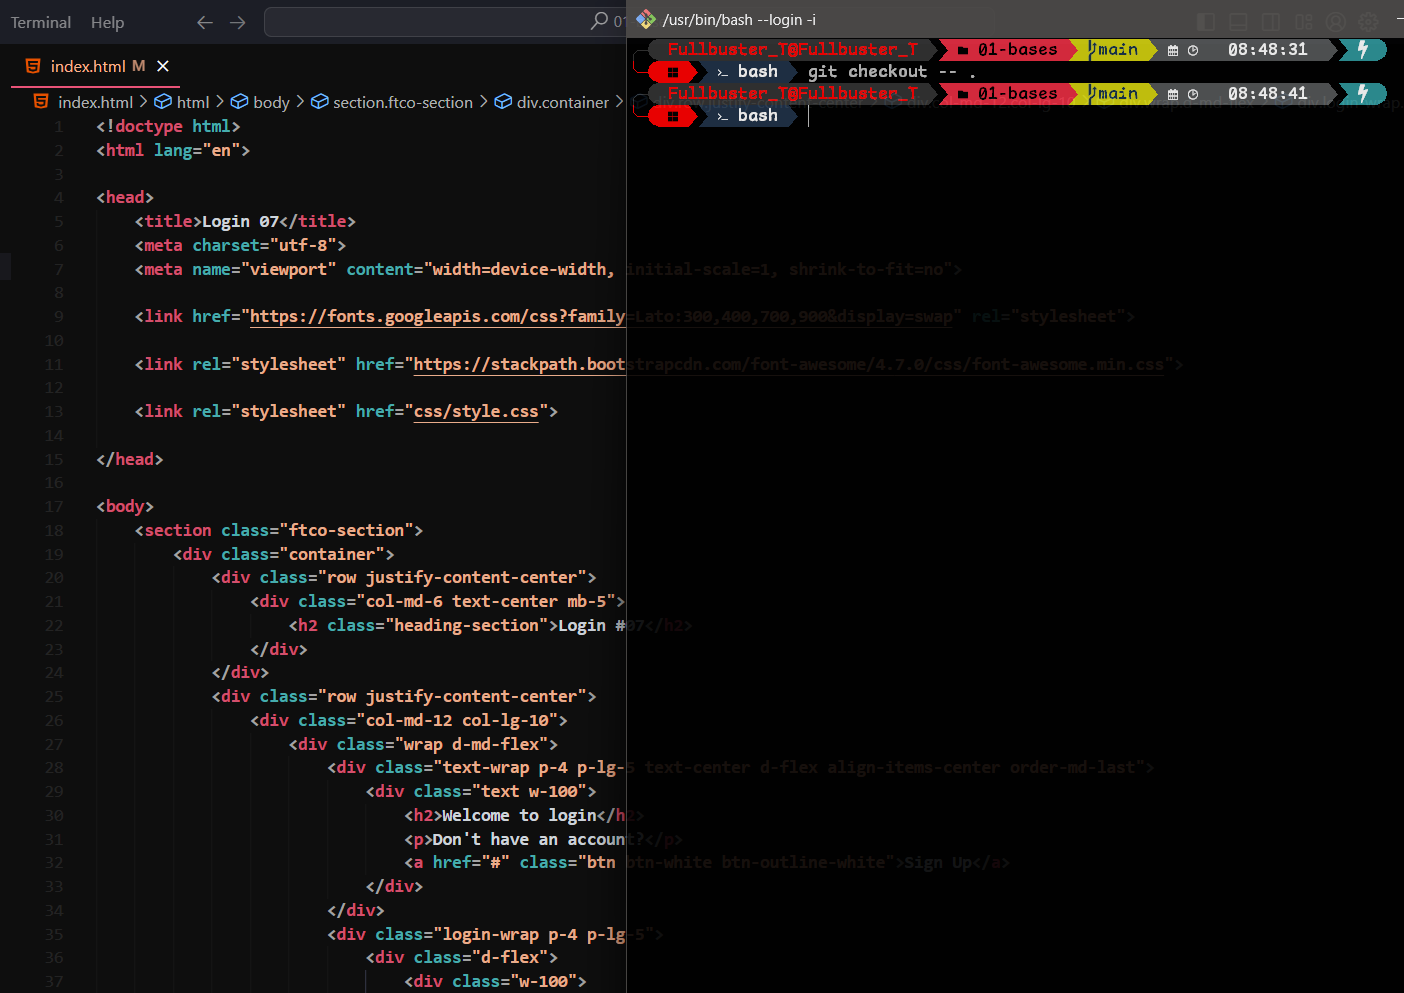 Terminal Help
01
index.html M
index.html > html > body > section.ftco-section > div.container >
1 <!doctype html>
2 <html lang="en">
3
4 <head>
5 <title>Login 07</title>
6 <meta charset="utf-8">
7 <meta name="viewport" content="width=device-width, initial-scale=1, shrink-to-fit=no">
8
9 <link href="https://fonts.googleapis.com/css?family=Lato:300,400,700,900&display=swap" rel="stylesheet">
10
11 <link rel="stylesheet" href="https://stackpath.bootstrapcdn.com/font-awesome/4.7.0/css/font-awesome.min.css">
12
13 <link rel="stylesheet" href="css/style.css">
14
15 </head>
16
17 <body>
18 <section class="ftco-section">
19 <div class="container">
20 <div class="row justify-content-center">
21 <div class="col-md-6 text-center mb-5">
22 <h2 class="heading-section">Login #07</h2>
23 </div>
24 </div>
25 <div class="row justify-content-center">
26 <div class="col-md-12 col-lg-10">
27 <div class="wrap d-md-flex">
28 <div class="text-wrap p-4 p-lg-5 text-center d-flex align-items-center order-md-last">
29 <div class="text w-100">
30 <h2>Welcome to login</h2>
31 <p>Don't have an account?</p>
32 <a href="#" class="btn btn-white btn-outline-white">Sign Up</a>
33 </div>
34 </div>
35 <div class="login-wrap p-4 p-lg-5">
36 <div class="d-flex">
37 <div class="w-100">
/usr/bin/bash --login -i
Fullbuster_T@Fullbuster_T 01-bases main 08:48:31
bash git checkout -- .
Fullbuster_T@Fullbuster_T 01-bases main 08:48:41
bash